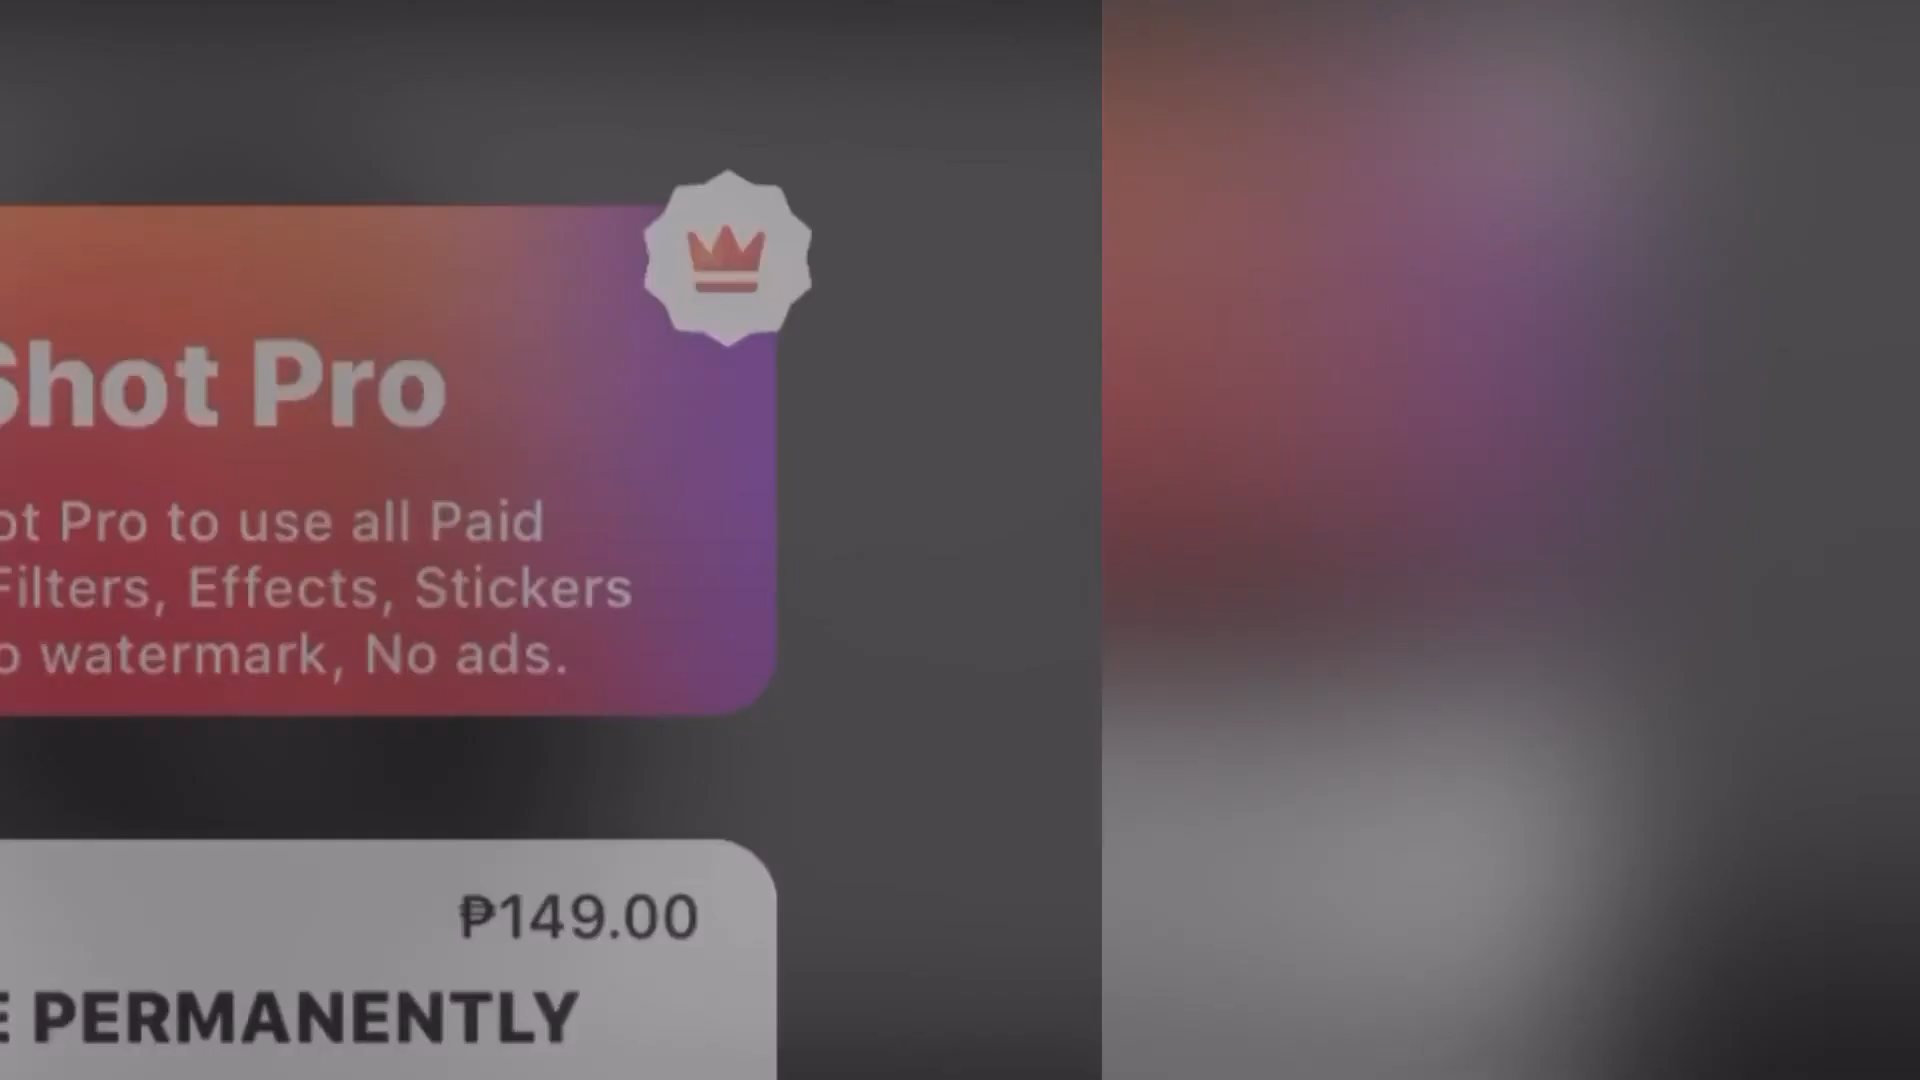 Shot Pro
ot Pro to use all Paid
Filters, Effects, Stickers
o watermark, No ads.
₱149.00
E PERMANENTLY